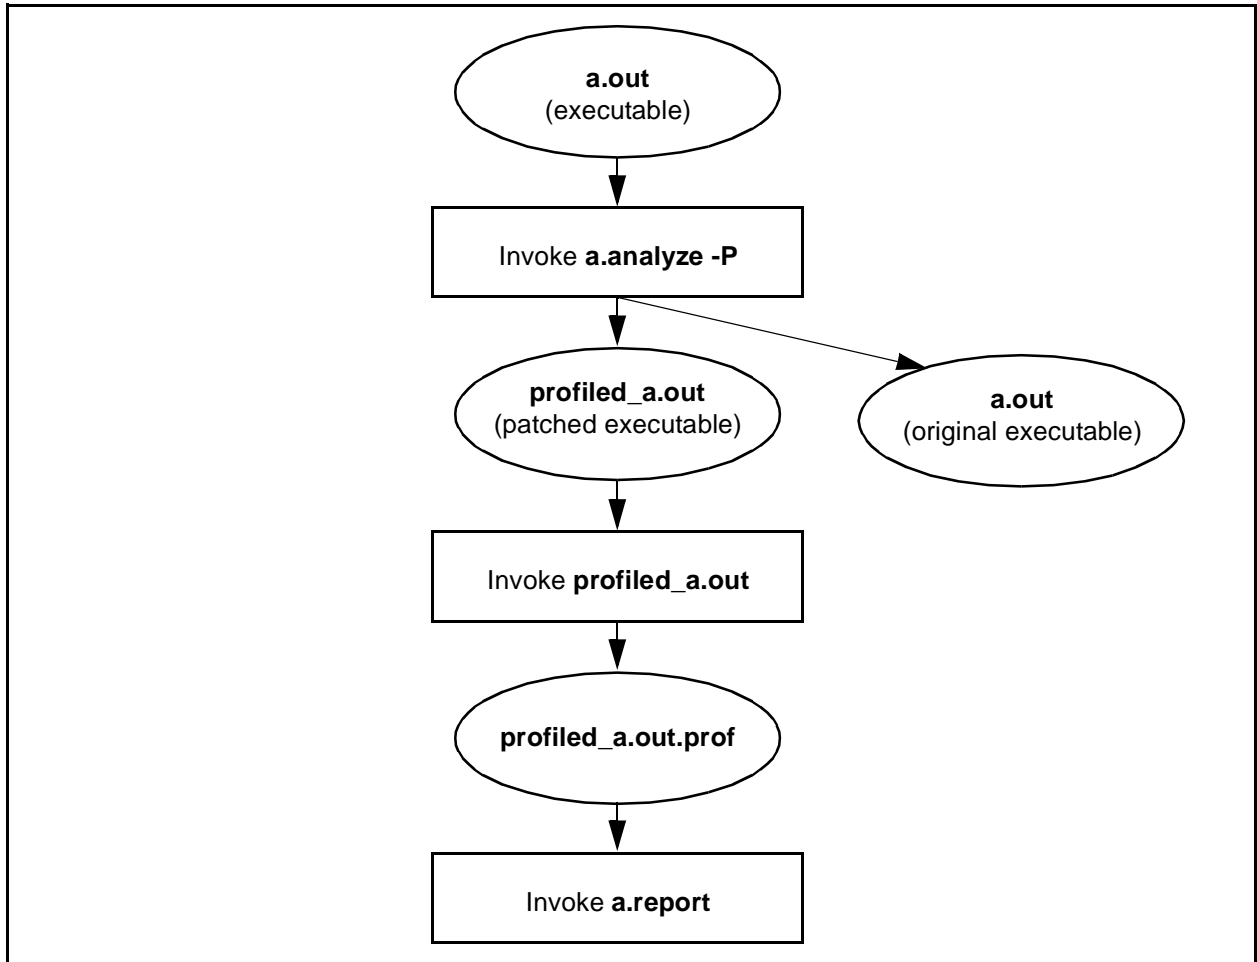 a.out
(executable)
Invoke a.analyze -P
profiled_a.out
(patched executable)
a.out
(original executable)
Invoke profiled_a.out
profiled_a.out.prof
Invoke a.report